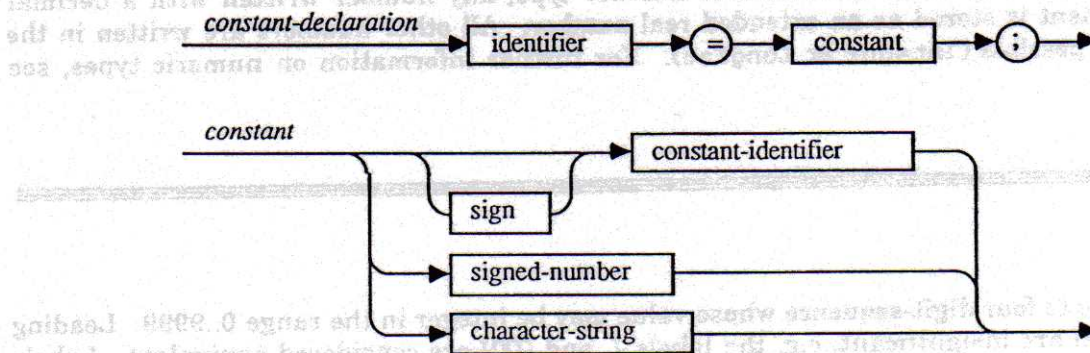 constant-declaration
identifier = constant ;
constant
constant-identifier
sign
signed-number
character-string